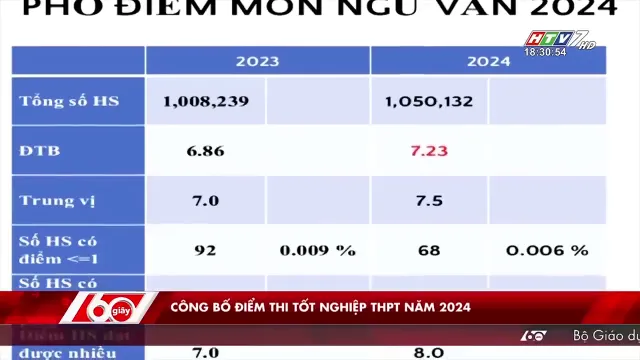 PHỔ ĐIỂM MÔN NGỮ VĂN 2024
HTV7 HD
18:30:54
2023 2024
Tổng số HS 1,008,239 1,050,132
ĐTB 6.86 7.23
Trung vị 7.0 7.5
Số HS có
điểm <=1 92 0.009 % 68 0.006 %
Số HS có
60 giây CÔNG BỐ ĐIỂM THI TỐT NGHIỆP THPT NĂM 2024
Điểm HS đạt
được nhiều 7.0 8.0
60 Bộ Giáo dụ